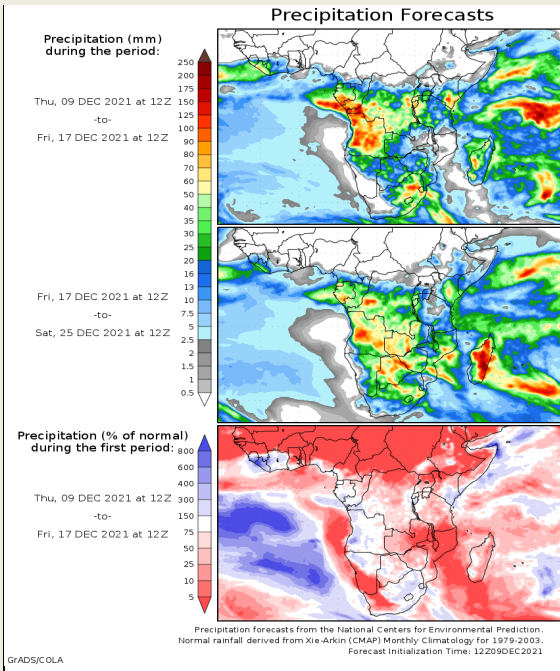 Precipitation Forecasts
Precipitation (mm)
during the period:
Thu, 09 DEC 2021 at 12Z
-to-
Fri, 17 DEC 2021 at 12Z
250
200
175
150
125
100
90
80
70
60
50
40
35
30
25
20
16
13
10
7.5
5
2.5
2
1.5
1
0.5
Fri, 17 DEC 2021 at 12Z
-to-
Sat, 25 DEC 2021 at 12Z
Precipitation (% of normal)
during the first period:
Thu, 09 DEC 2021 at 12Z
-to-
Fri, 17 DEC 2021 at 12Z
800
600
400
300
150
75
50
25
10
5
Precipitation forecasts from the National Centers for Environmental Prediction.
Normal rainfall derived from Xie-Arkin (CMAP) Monthly Climatology for 1979-2003.
Forecast Initialization Time: 12Z09DEC2021
GrADS/COLA